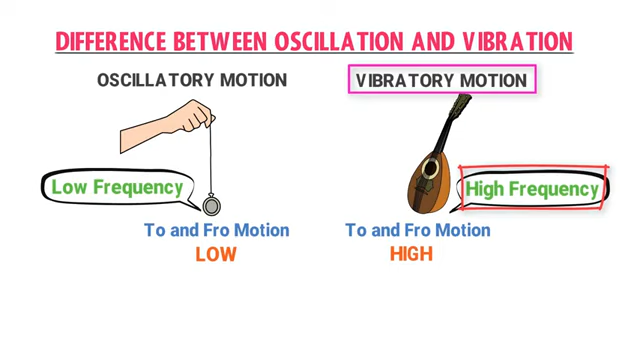 DIFFERENCE BETWEEN OSCILLATION AND VIBRATION
OSCILLATORY MOTION
VIBRATORY MOTION
Low Frequency
High Frequency
To and Fro Motion
LOW
To and Fro Motion
HIGH